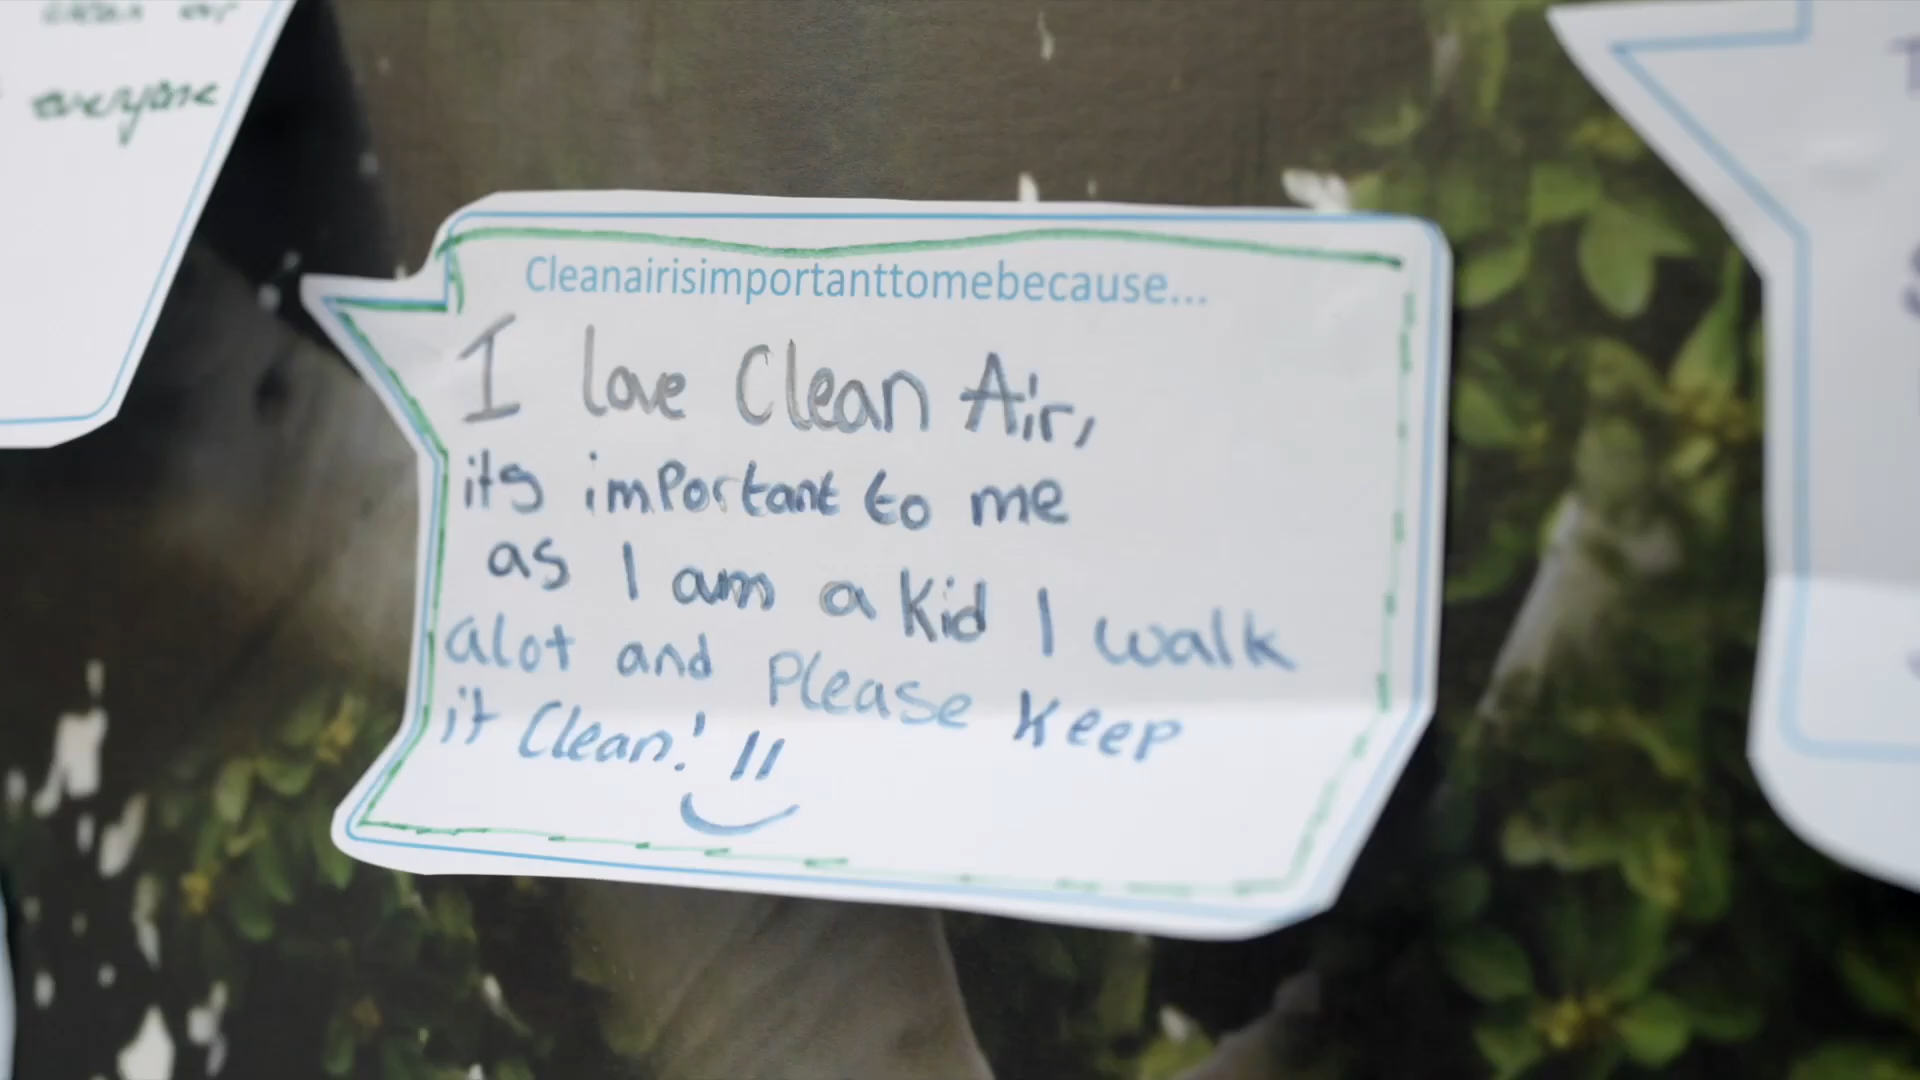 everyone
Cleanairisimportanttomebecause...
I love Clean Air,
its important to me
as I am a kid I walk
alot and Please keep
it Clean!